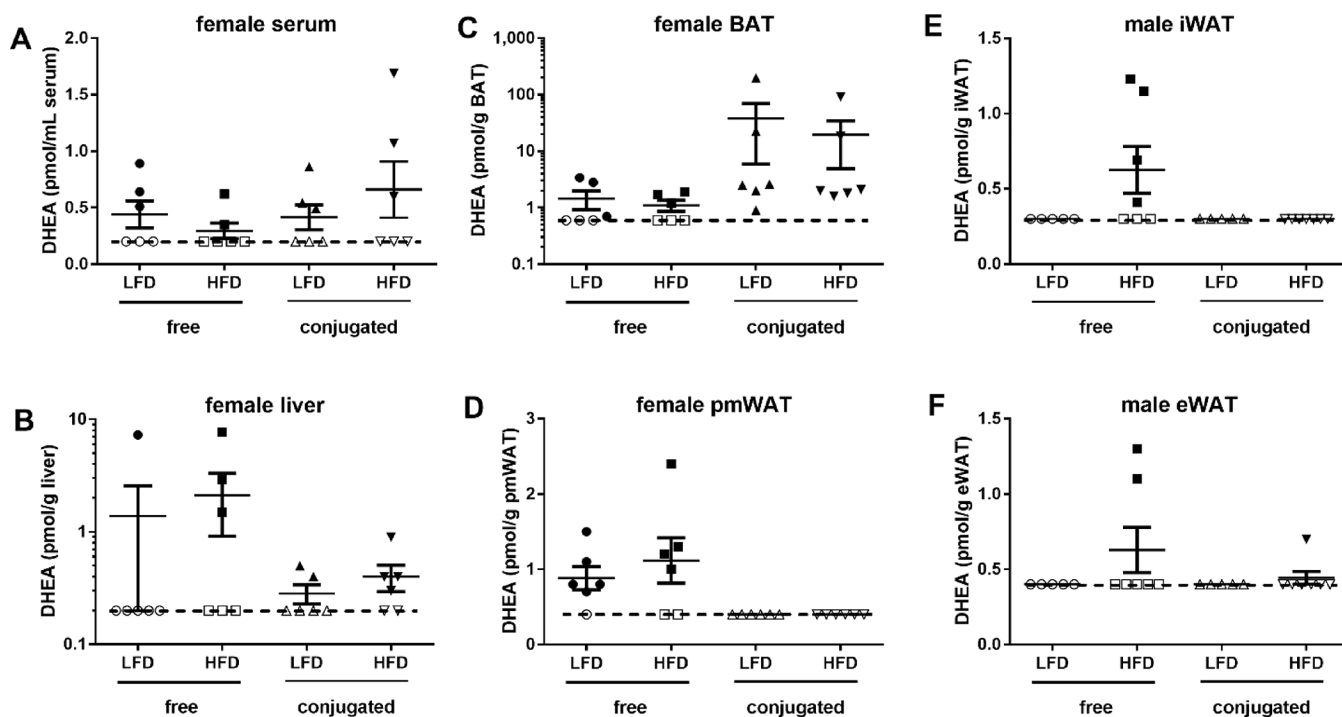 A
female serum
DHEA (pmol/mL serum)
2.0
1.5
1.0
0.5
0.0
LFD HFD LFD HFD
free conjugated
C
female BAT
DHEA (pmol/g BAT)
1,000
100
10
1
0.1
LFD HFD LFD HFD
free conjugated
E
male iWAT
DHEA (pmol/g iWAT)
1.5
1.0
0.5
0.0
LFD HFD LFD HFD
free conjugated
B
female liver
DHEA (pmol/g liver)
10
1
0.1
LFD HFD LFD HFD
free conjugated
D
female pmWAT
DHEA (pmol/g pmWAT)
3
2
1
0
LFD HFD LFD HFD
free conjugated
F
male eWAT
DHEA (pmol/g eWAT)
1.5
1.0
0.5
0.0
LFD HFD LFD HFD
free conjugated